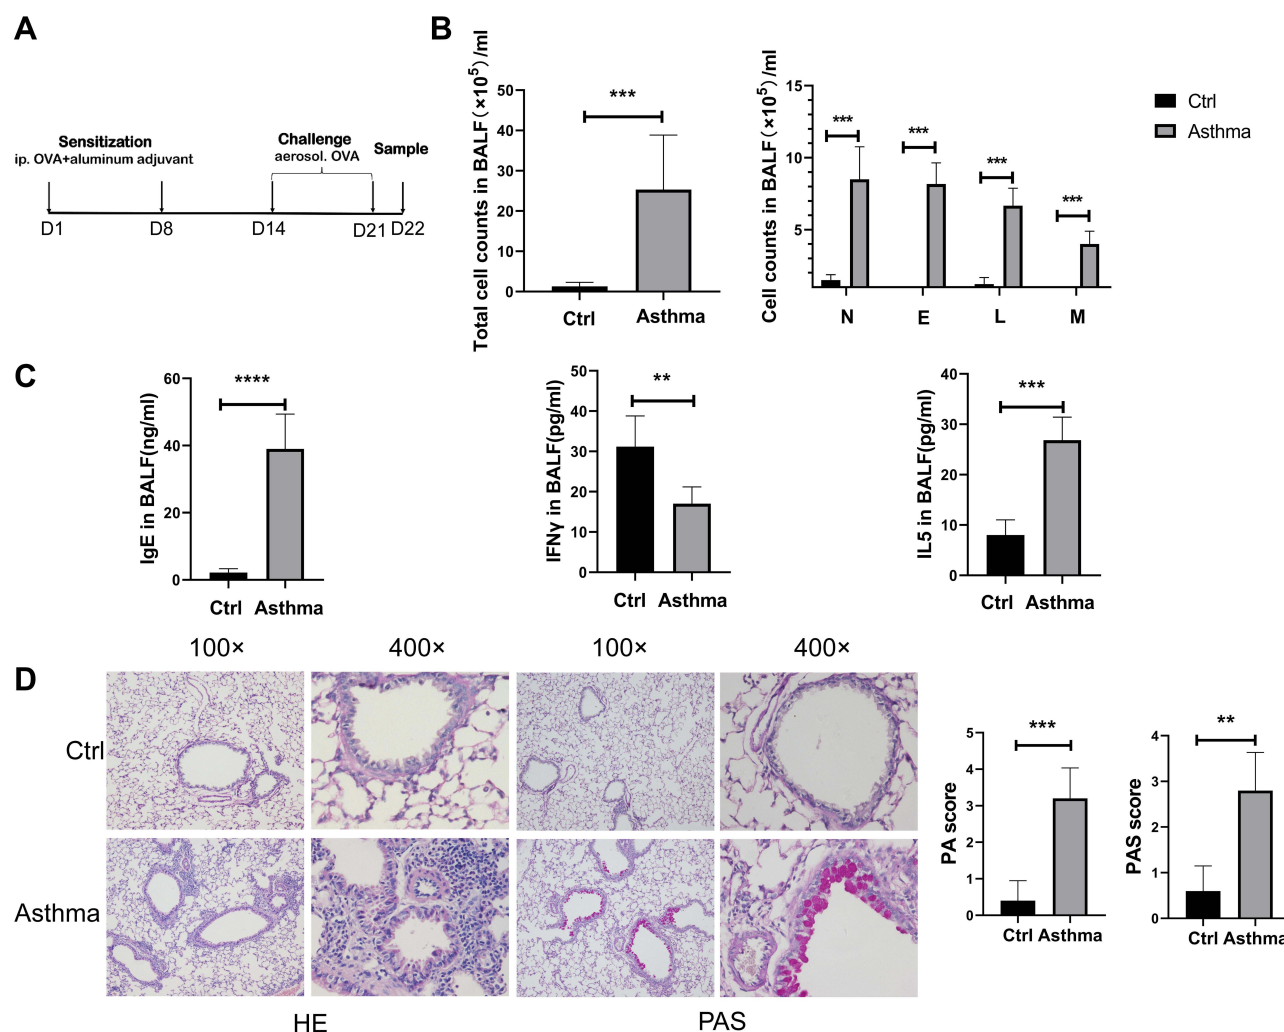 A
Sensitization
ip. OVA+aluminum adjuvant
Challenge
aerosol. OVA
Sample
D1
D8
D14
D21
D22
B
Total cell counts in BALF(×10⁵)/ml
50
40
30
20
10
0
***
Ctrl
Asthma
Cell counts in BALF(×10⁵)/ml
15
10
5
***
***
***
***
N
E
L
M
Ctrl
Asthma
C
IgE in BALF(ng/ml)
60
40
20
0
****
Ctrl
Asthma
IFNγ in BALF(pg/ml)
50
40
30
20
10
0
**
Ctrl
Asthma
IL5 in BALF(pg/ml)
40
30
20
10
0
***
Ctrl
Asthma
D
100×
400×
100×
400×
Ctrl
Asthma
HE
PAS
PA score
5
4
3
2
1
0
***
Ctrl
Asthma
PAS score
4
3
2
1
0
**
Ctrl
Asthma